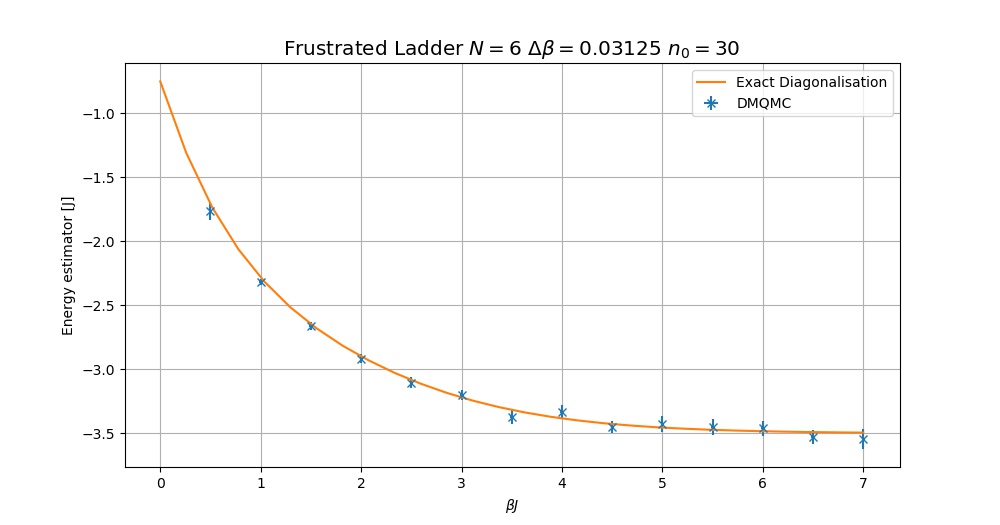 Frustrated Ladder N = 6 Δβ = 0.03125 n₀ = 30
Exact Diagonalisation
DMQMC
Energy estimator [J]
−1.0
−1.5
−2.0
−2.5
−3.0
−3.5
0 1 2 3 4 5 6 7
βJ